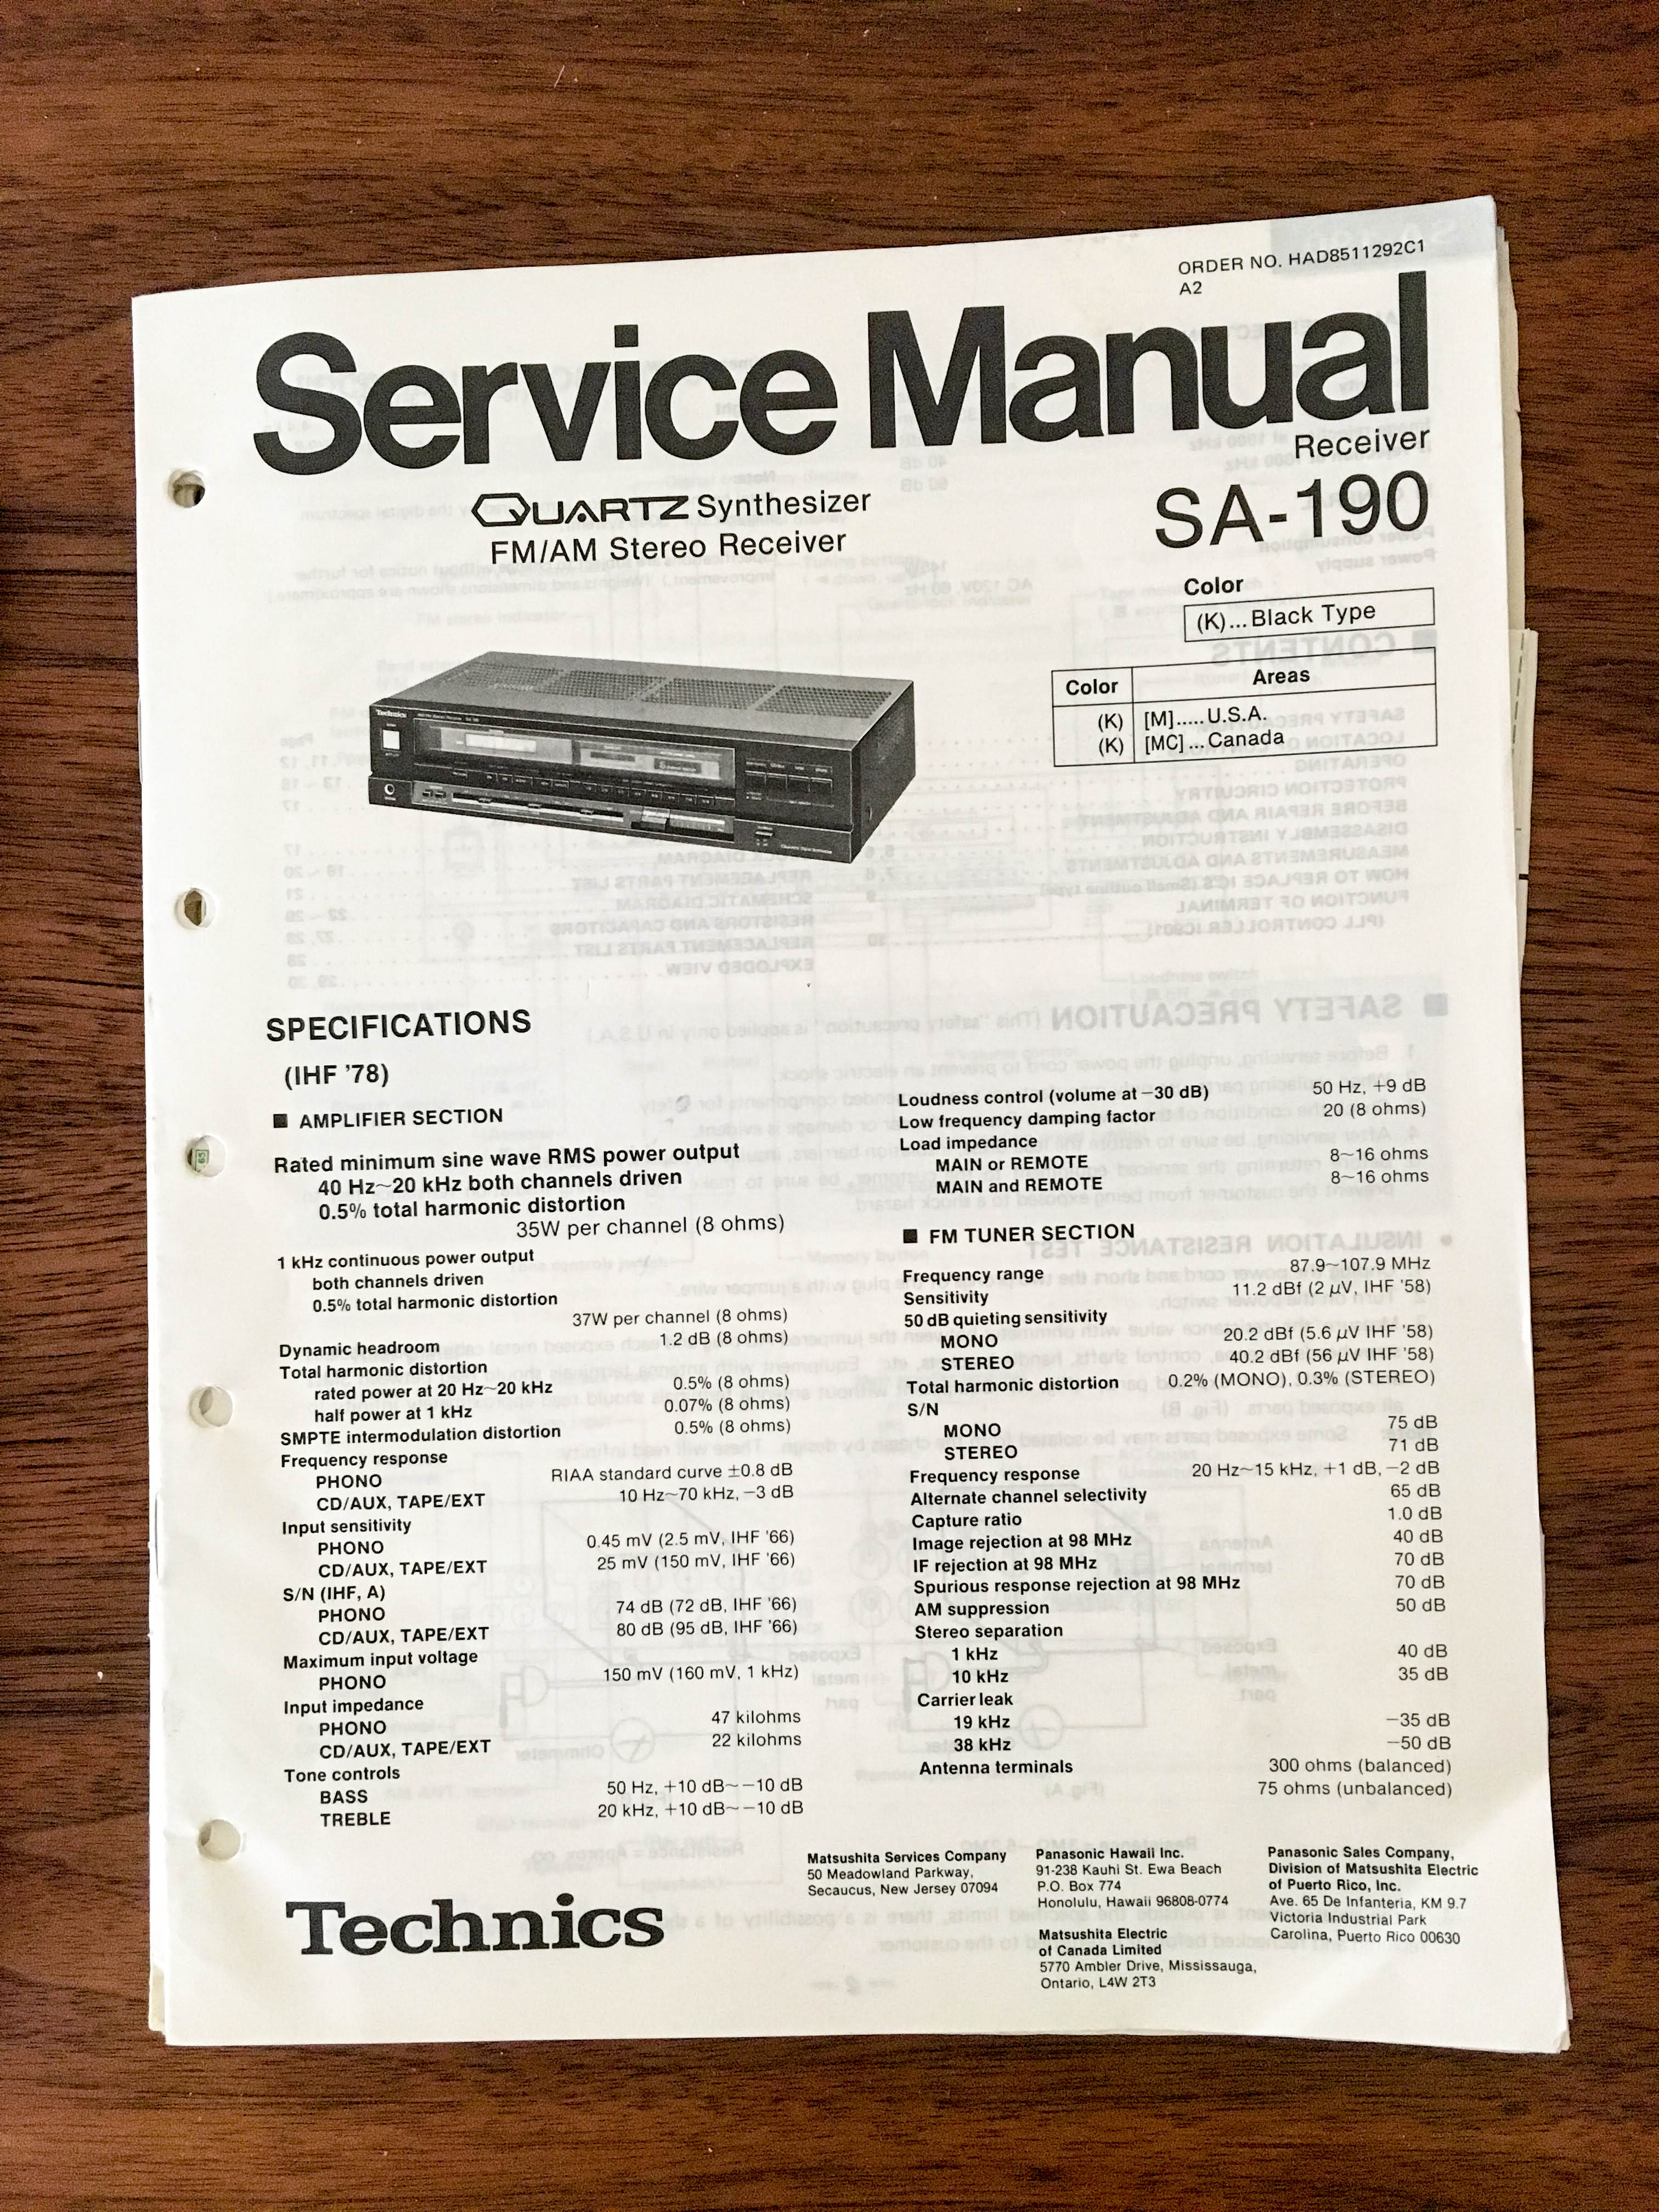 ORDER NO. HAD8511292C1
A2
Service Manual
Receiver
QUARTZ Synthesizer
FM/AM Stereo Receiver
SA-190
Color
(K)...Black Type
Color Areas
(K) [M].....U.S.A.
(K) [MC]...Canada
Technics
SPECIFICATIONS
(IHF '78)
■ AMPLIFIER SECTION
Rated minimum sine wave RMS power output
40 Hz~20 kHz both channels driven
0.5% total harmonic distortion
35W per channel (8 ohms)
1 kHz continuous power output
both channels driven
0.5% total harmonic distortion
37W per channel (8 ohms)
Dynamic headroom 1.2 dB (8 ohms)
Total harmonic distortion
rated power at 20 Hz~20 kHz 0.5% (8 ohms)
half power at 1 kHz 0.07% (8 ohms)
SMPTE intermodulation distortion 0.5% (8 ohms)
Frequency response
PHONO RIAA standard curve ±0.8 dB
CD/AUX, TAPE/EXT 10 Hz~70 kHz, −3 dB
Input sensitivity
PHONO 0.45 mV (2.5 mV, IHF '66)
CD/AUX, TAPE/EXT 25 mV (150 mV, IHF '66)
S/N (IHF, A)
PHONO 74 dB (72 dB, IHF '66)
CD/AUX, TAPE/EXT 80 dB (95 dB, IHF '66)
Maximum input voltage
PHONO 150 mV (160 mV, 1 kHz)
Input impedance
PHONO 47 kilohms
CD/AUX, TAPE/EXT 22 kilohms
Tone controls
BASS 50 Hz, +10 dB~−10 dB
TREBLE 20 kHz, +10 dB~−10 dB
Loudness control (volume at −30 dB) 50 Hz, +9 dB
Low frequency damping factor 20 (8 ohms)
Load impedance
MAIN or REMOTE 8~16 ohms
MAIN and REMOTE 8~16 ohms
■ FM TUNER SECTION
Frequency range 87.9~107.9 MHz
Sensitivity 11.2 dBf (2 µV, IHF '58)
50 dB quieting sensitivity
MONO 20.2 dBf (5.6 µV IHF '58)
STEREO 40.2 dBf (56 µV IHF '58)
Total harmonic distortion 0.2% (MONO), 0.3% (STEREO)
S/N
MONO 75 dB
STEREO 71 dB
Frequency response 20 Hz~15 kHz, +1 dB, −2 dB
Alternate channel selectivity 65 dB
Capture ratio 1.0 dB
Image rejection at 98 MHz 40 dB
IF rejection at 98 MHz 70 dB
Spurious response rejection at 98 MHz 70 dB
AM suppression 50 dB
Stereo separation
1 kHz 40 dB
10 kHz 35 dB
Carrier leak
19 kHz −35 dB
38 kHz −50 dB
Antenna terminals 300 ohms (balanced)
75 ohms (unbalanced)
Technics
Matsushita Services Company
50 Meadowland Parkway,
Secaucus, New Jersey 07094
Panasonic Hawaii Inc.
91-238 Kauhi St. Ewa Beach
P.O. Box 774
Honolulu, Hawaii 96808-0774
Matsushita Electric
of Canada Limited
5770 Ambler Drive, Mississauga,
Ontario, L4W 2T3
Panasonic Sales Company,
Division of Matsushita Electric
of Puerto Rico, Inc.
Ave. 65 De Infanteria, KM 9.7
Victoria Industrial Park
Carolina, Puerto Rico 00630